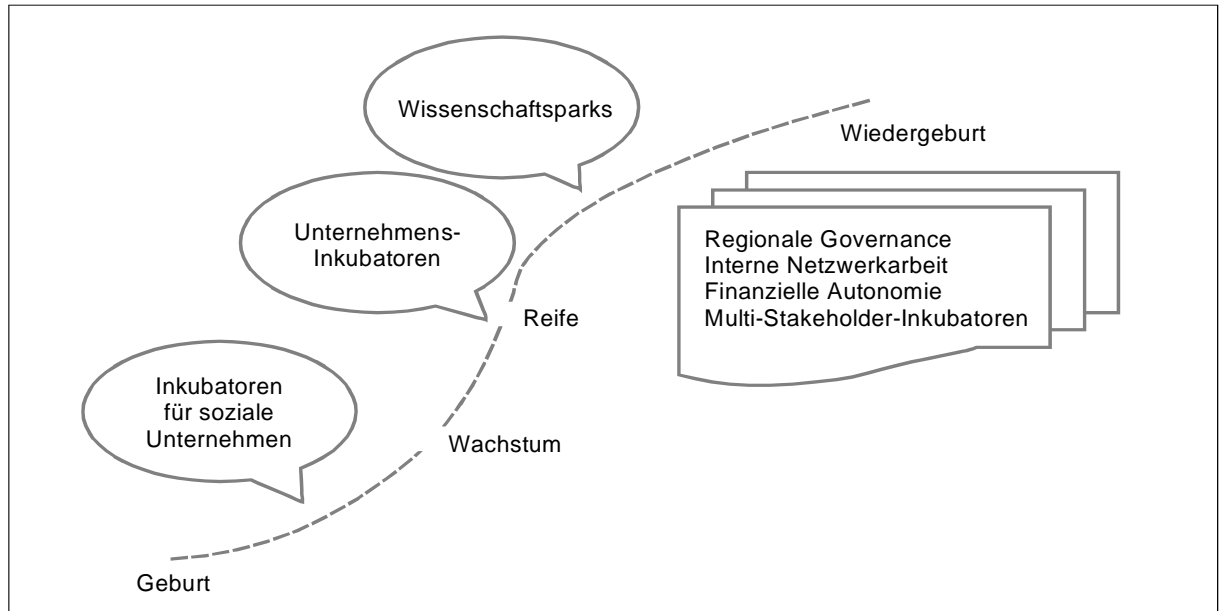 Wissenschaftsparks
Wiedergeburt
Unternehmens-
Inkubatoren
Regionale Governance
Interne Netzwerkarbeit
Finanzielle Autonomie
Multi-Stakeholder-Inkubatoren
Reife
Inkubatoren
für soziale
Unternehmen
Wachstum
Geburt